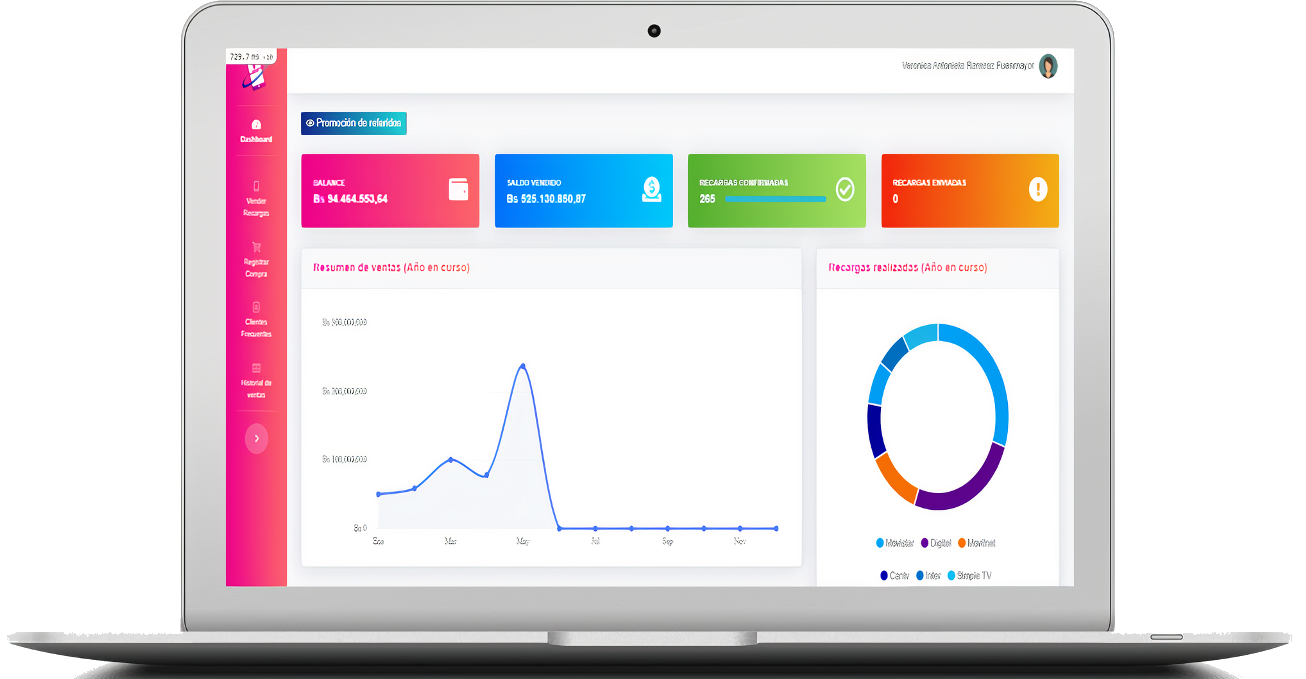 Veronica Antonieta Ramirez Fuenmayor
Dashboard
Vender
Recargas
Registrar
Compra
Clientes
Frecuentes
Historial de
ventas
Promoción de referidos
BALANCE
Bs 94.464.553,64
SALDO VENDIDO
Bs 525.130.850,87
RECARGAS CONFIRMADAS
265
RECARGAS ENVIADAS
0
Resumen de ventas (Año en curso)
Bs 300,000,000
Bs 200,000,000
Bs 100,000,000
Bs 0
Ene
Mar
May
Jul
Sep
Nov
Recargas realizadas (Año en curso)
Movistar Digitel Movilnet
Cantv Inter Simple TV